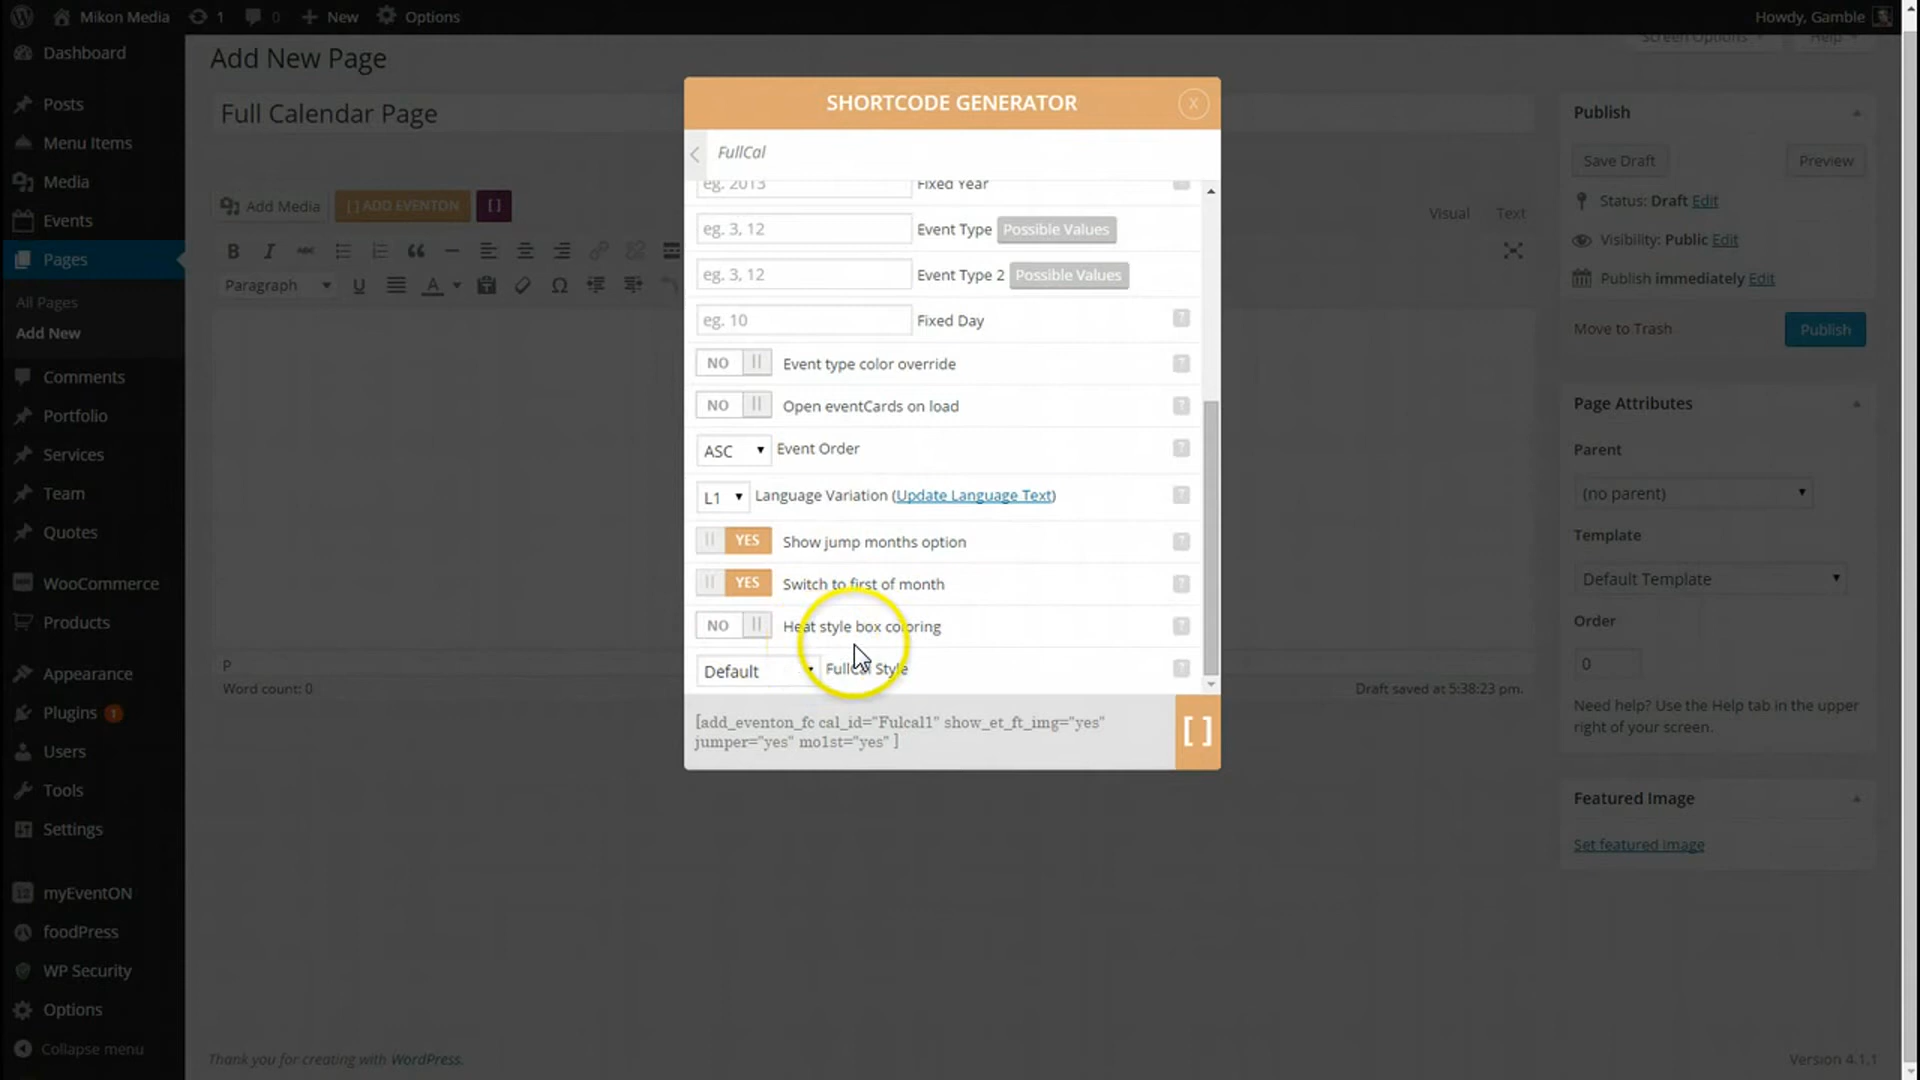 Mikon Media 1 0 New Options Howdy, Gamble
Dashboard
Posts
Menu Items
Media
Events
Pages
All Pages
Add New
Comments
Portfolio
Services
Team
Quotes
WooCommerce
Products
Appearance
Plugins 1
Users
Tools
Settings
myEventON
foodPress
WP Security
Options
Collapse menu
Add New Page
Screen Options Help
Full Calendar Page
Add Media [ ] ADD EVENTON [ ]
Visual Text
B I ABC
Paragraph U A Ω
P
Word count: 0 Draft saved at 5:38:23 pm.
SHORTCODE GENERATOR X
FullCal
eg. 2013 Fixed Year
eg. 3, 12 Event Type Possible Values
eg. 3, 12 Event Type 2 Possible Values
eg. 10 Fixed Day ?
NO Event type color override ?
NO Open eventCards on load ?
ASC Event Order ?
L1 Language Variation (Update Language Text) ?
YES Show jump months option ?
YES Switch to first of month ?
NO Heat style box coloring ?
Default FullCal Style ?
[add_eventon_fc cal_id="Fulcal1" show_et_ft_img="yes"
jumper="yes" mo1st="yes" ]
[ ]
Publish
Save Draft Preview
Status: Draft Edit
Visibility: Public Edit
Publish immediately Edit
Move to Trash Publish
Page Attributes
Parent
(no parent)
Template
Default Template
Order
0
Need help? Use the Help tab in the upper
right of your screen.
Featured Image
Set featured image
Thank you for creating with WordPress.
Version 4.1.1